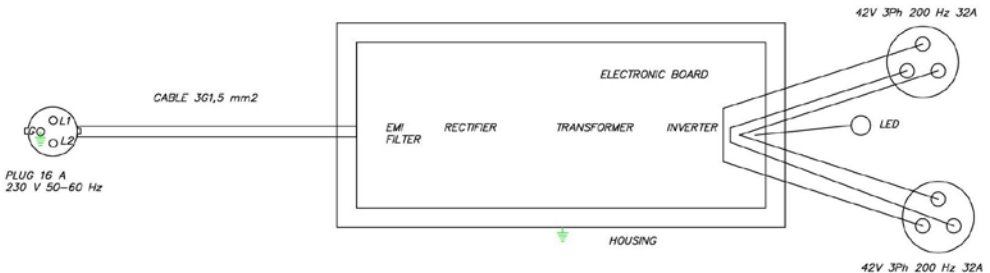 42V 3Ph 200 Hz 32A
ELECTRONIC BOARD
CABLE 3G1,5 mm2
L1
G
L2
EMI
FILTER
RECTIFIER
TRANSFORMER
INVERTER
LED
PLUG 16 A
230 V 50-60 Hz
HOUSING
42V 3Ph 200 Hz 32A